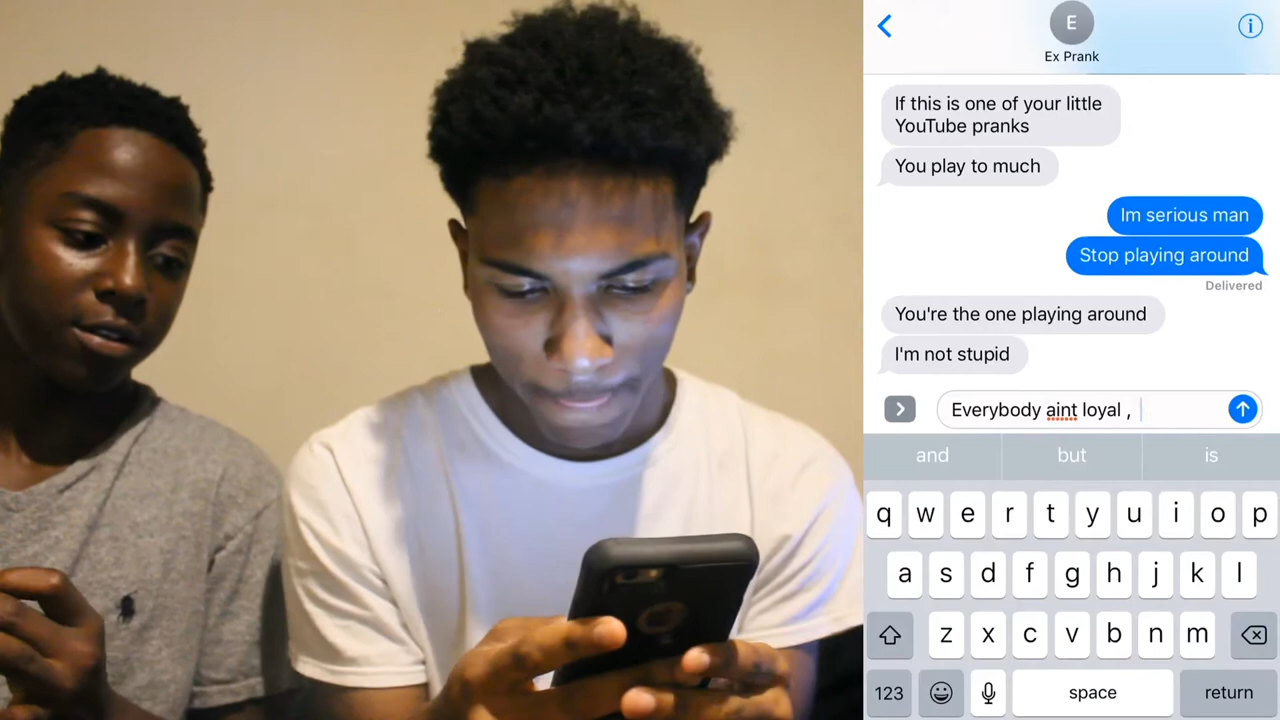 E
Ex Prank
If this is one of your little
YouTube pranks
You play to much
Im serious man
Stop playing around
Delivered
You're the one playing around
I'm not stupid
Everybody aint loyal ,
and but is
q w e r t y u i o p
a s d f g h j k l
z x c v b n m
123 space return